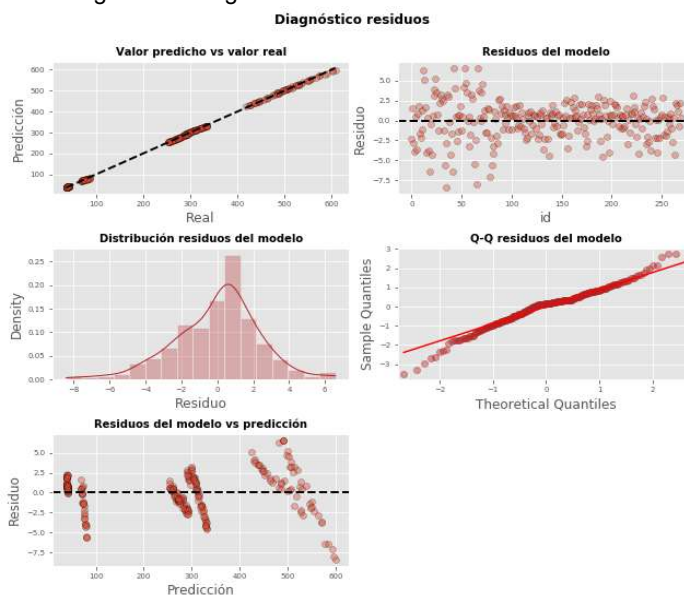 Diagnóstico residuos
Valor predicho vs valor real
Residuos del modelo
600
500
400
300
200
100
Predicción
100 200 300 400 500 600
Real
5.0
2.5
0.0
−2.5
−5.0
−7.5
Residuo
0 50 100 150 200 250
id
Distribución residuos del modelo
Q-Q residuos del modelo
0.25
0.20
0.15
0.10
0.05
0.00
Density
−8 −6 −4 −2 0 2 4 6
Residuo
3
2
1
0
−1
−2
−3
Sample Quantiles
−2 −1 0 1 2
Theoretical Quantiles
Residuos del modelo vs predicción
5.0
2.5
0.0
−2.5
−5.0
−7.5
Residuo
100 200 300 400 500 600
Predicción